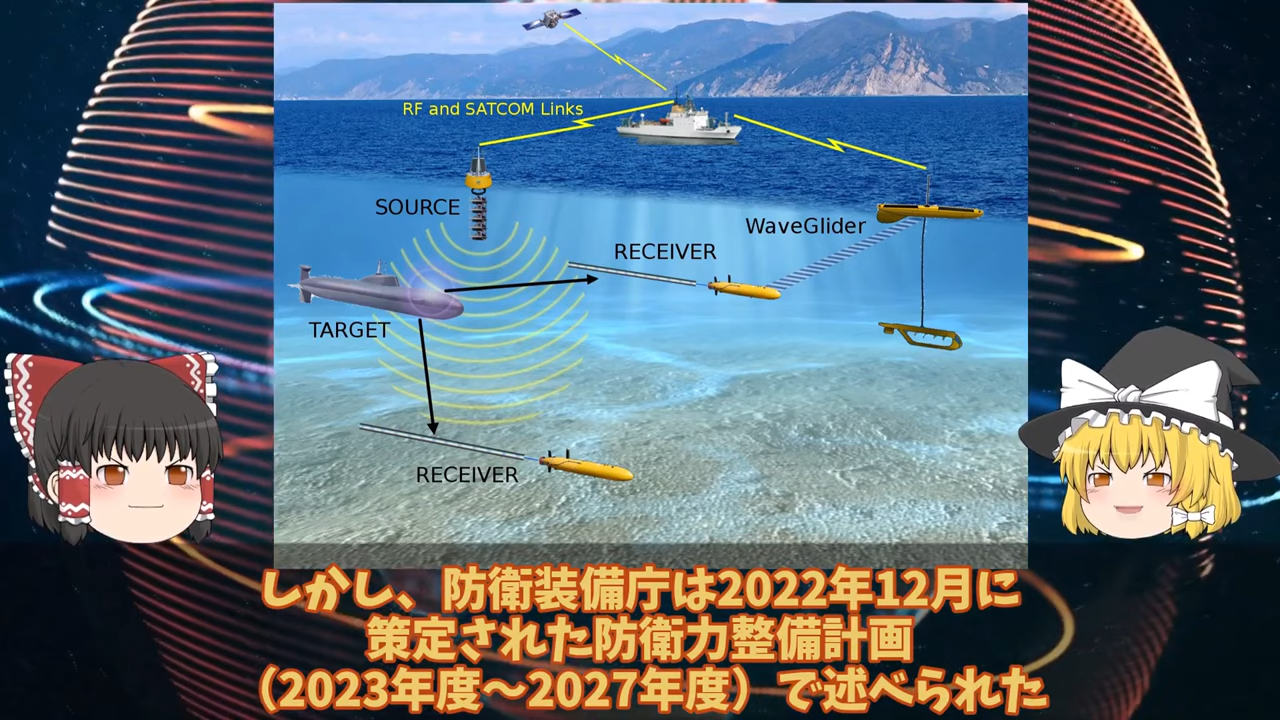 RF and SATCOM Links
SOURCE
WaveGlider
RECEIVER
TARGET
RECEIVER
しかし、防衛装備庁は2022年12月に
策定された防衛力整備計画
（2023年度～2027年度）で述べられた